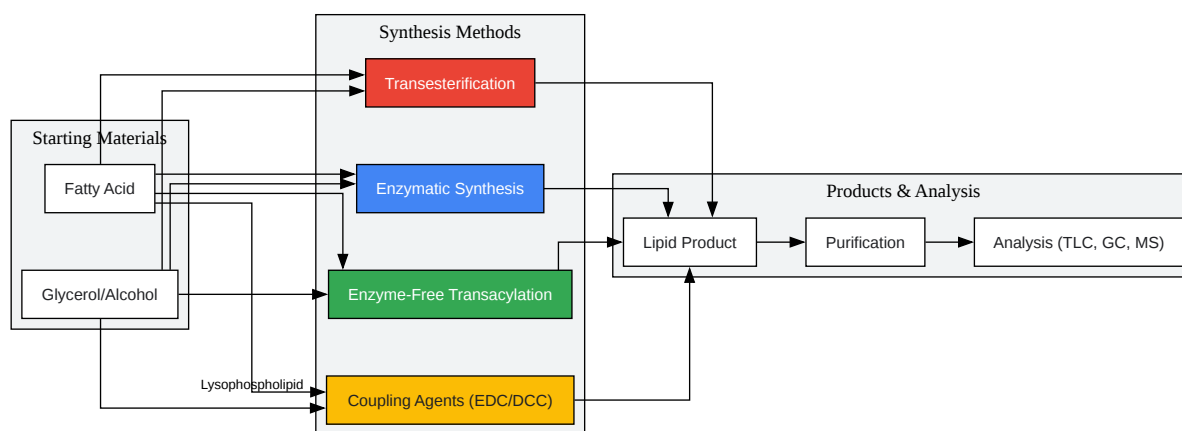 Synthesis Methods
Transesterification
Starting Materials
Fatty Acid
Enzymatic Synthesis
Products & Analysis
Lipid Product
Purification
Analysis (TLC, GC, MS)
Glycerol/Alcohol
Enzyme-Free Transacylation
Lysophospholipid
Coupling Agents (EDC/DCC)